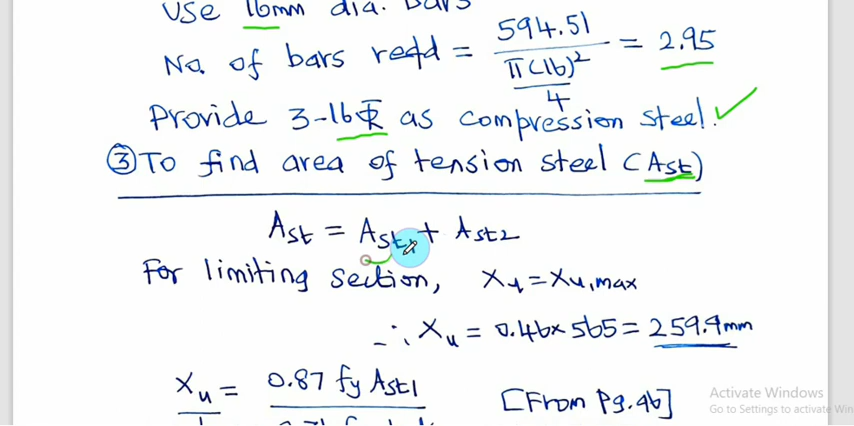 Use 16mm dia. bars
No. of bars reqd = 594.51 / (π(16)²/4) = 2.95
Provide 3-16 as compression steel.
③ To find area of tension steel (Ast)
Ast = Ast1 + Ast2
For limiting section, Xu = Xu,max
∴ Xu = 0.46×565 = 259.9mm
Xu = 0.87 fy Ast1 [From Pg.96]
Activate Windows
Go to Settings to activate Win